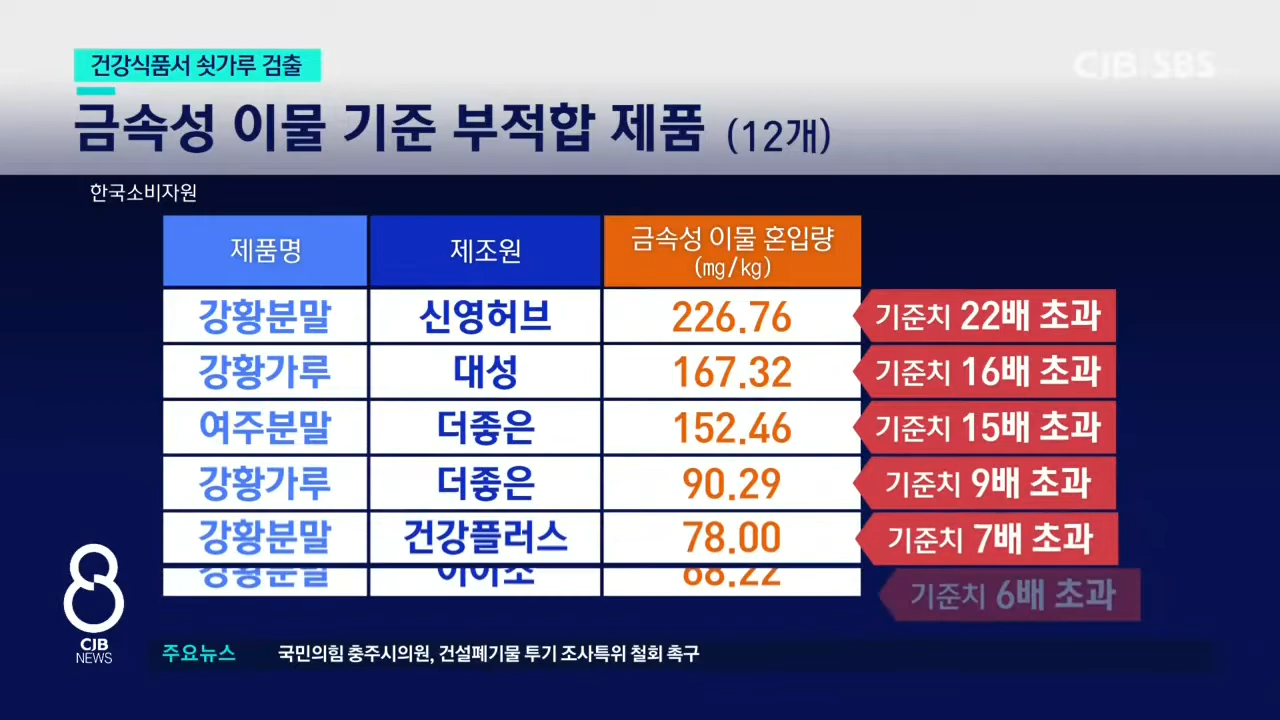 건강식품서 쇳가루 검출
CJB SBS
금속성 이물 기준 부적합 제품 (12개)
한국소비자원
제품명 제조원 금속성 이물 혼입량 (mg/kg)
강황분말 신영허브 226.76 기준치 22배 초과
강황가루 대성 167.32 기준치 16배 초과
여주분말 더좋은 152.46 기준치 15배 초과
강황가루 더좋은 90.29 기준치 9배 초과
강황분말 건강플러스 78.00 기준치 7배 초과
강황분말 68.22 기준치 6배 초과
8
CJB
NEWS
주요뉴스 국민의힘 충주시의원, 건설폐기물 투기 조사특위 철회 촉구